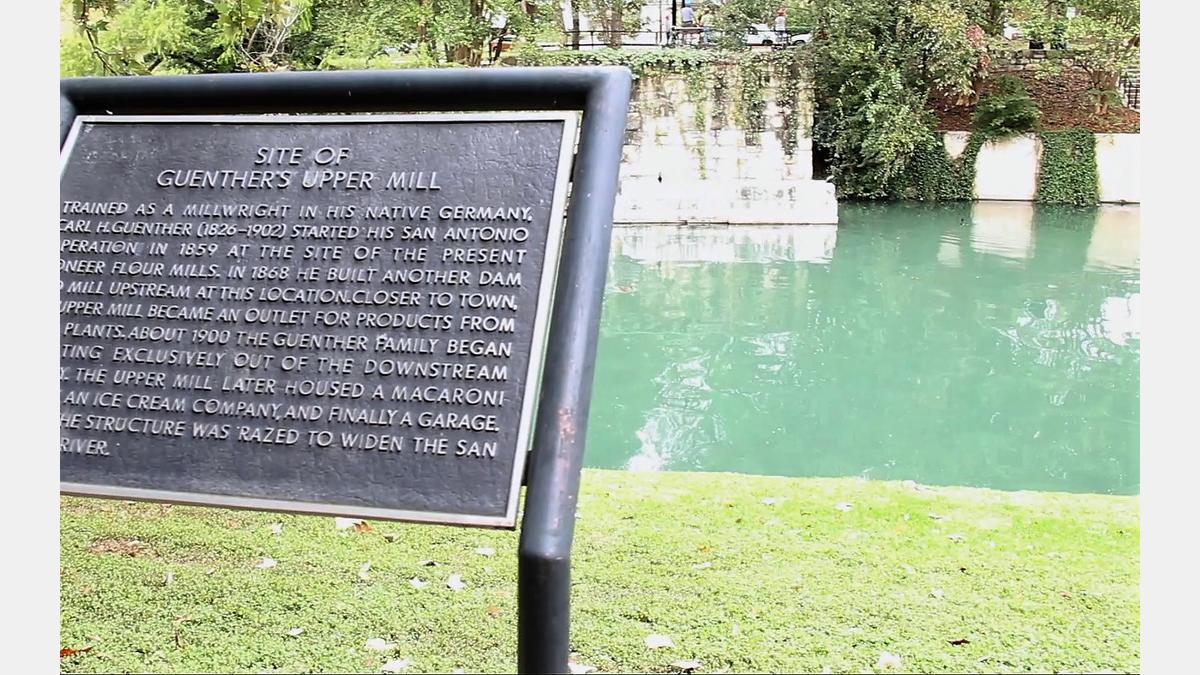 SITE OF
GUENTHER'S UPPER MILL
TRAINED AS A MILLWRIGHT IN HIS NATIVE GERMANY,
CARL H. GUENTHER (1826-1902) STARTED HIS SAN ANTONIO
PERATION IN 1859 AT THE SITE OF THE PRESENT
ONEER FLOUR MILLS. IN 1868 HE BUILT ANOTHER DAM
MILL UPSTREAM AT THIS LOCATION. CLOSER TO TOWN,
UPPER MILL BECAME AN OUTLET FOR PRODUCTS FROM
PLANTS. ABOUT 1900 THE GUENTHER FAMILY BEGAN
TING EXCLUSIVELY OUT OF THE DOWNSTREAM
Y. THE UPPER MILL LATER HOUSED A MACARONI
AN ICE CREAM COMPANY, AND FINALLY A GARAGE.
HE STRUCTURE WAS RAZED TO WIDEN THE SAN
RIVER.